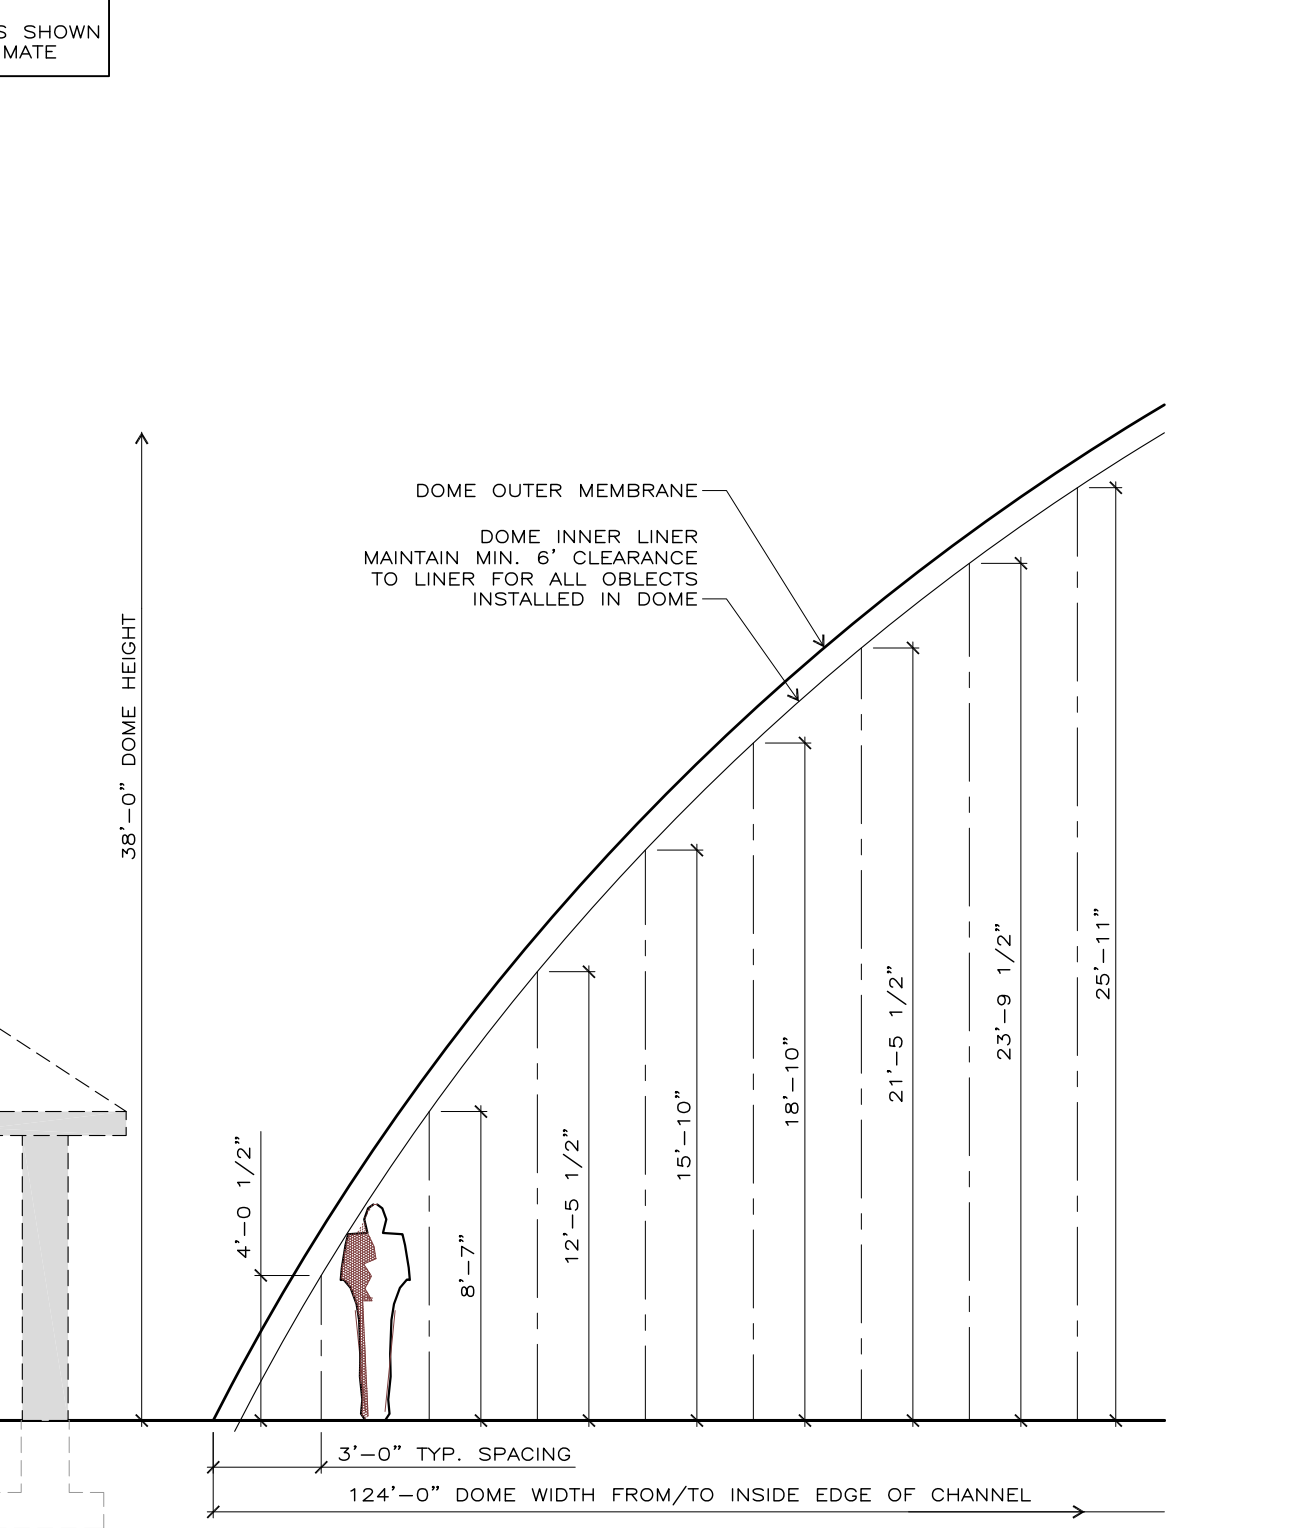 S SHOWN
MATE
DOME OUTER MEMBRANE
DOME INNER LINER
MAINTAIN MIN. 6' CLEARANCE
TO LINER FOR ALL OBLECTS
INSTALLED IN DOME
38'-0" DOME HEIGHT
4'-0 1/2"
8'-7"
12'-5 1/2"
15'-10"
18'-10"
21'-5 1/2"
23'-9 1/2"
25'-11"
3'-0" TYP. SPACING
124'-0" DOME WIDTH FROM/TO INSIDE EDGE OF CHANNEL